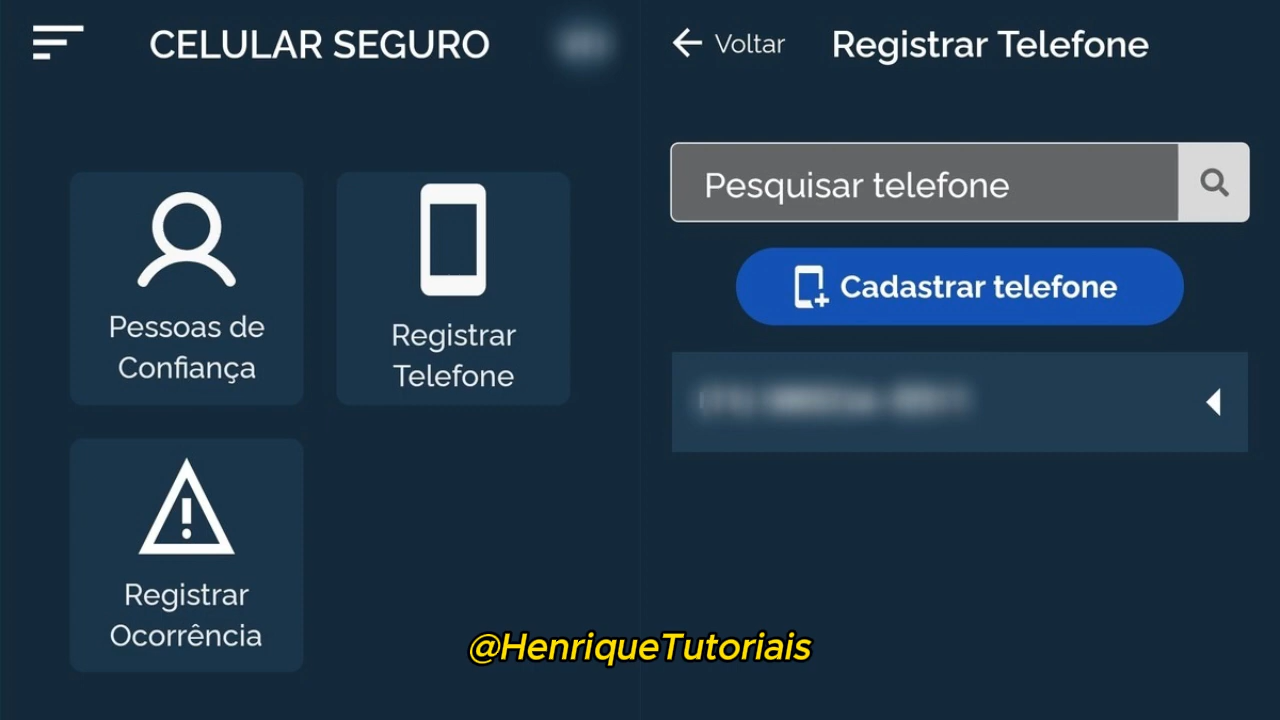 CELULAR SEGURO
Pessoas de
Confiança
Registrar
Telefone
Registrar
Ocorrência
Voltar
Registrar Telefone
Pesquisar telefone
Cadastrar telefone
@HenriqueTutoriais